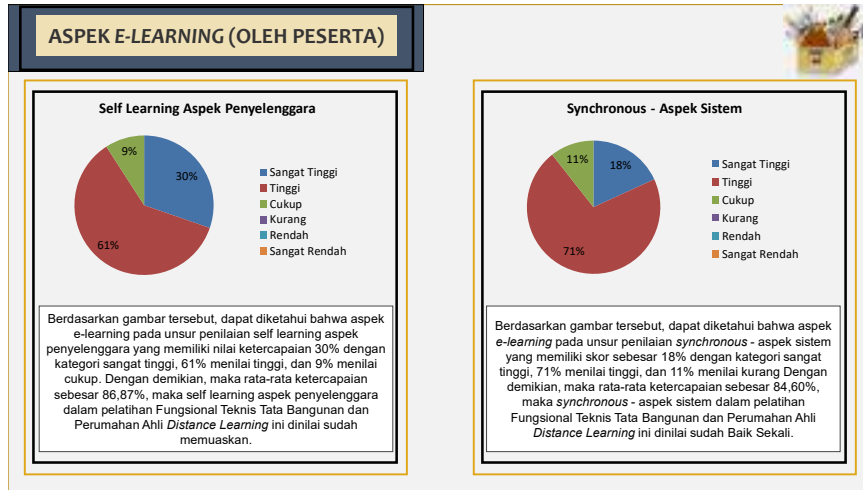 ASPEK E-LEARNING (OLEH PESERTA)
Self Learning Aspek Penyelenggara
9%
30%
61%
Sangat Tinggi
Tinggi
Cukup
Kurang
Rendah
Sangat Rendah
Berdasarkan gambar tersebut, dapat diketahui bahwa aspek
e-learning pada unsur penilaian self learning aspek
penyelenggara yang memiliki nilai ketercapaian 30% dengan
kategori sangat tinggi, 61% menilai tinggi, dan 9% menilai
cukup. Dengan demikian, maka rata-rata ketercapaian
sebesar 86,87%, maka self learning aspek penyelenggara
dalam pelatihan Fungsional Teknis Tata Bangunan dan
Perumahan Ahli Distance Learning ini dinilai sudah
memuaskan.
Synchronous - Aspek Sistem
11%
18%
71%
Sangat Tinggi
Tinggi
Cukup
Kurang
Rendah
Sangat Rendah
Berdasarkan gambar tersebut, dapat diketahui bahwa aspek
e-learning pada unsur penilaian synchronous - aspek sistem
yang memiliki skor sebesar 18% dengan kategori sangat
tinggi, 71% menilai tinggi, dan 11% menilai kurang Dengan
demikian, maka rata-rata ketercapaian sebesar 84,60%,
maka synchronous - aspek sistem dalam pelatihan
Fungsional Teknis Tata Bangunan dan Perumahan Ahli
Distance Learning ini dinilai sudah Baik Sekali.